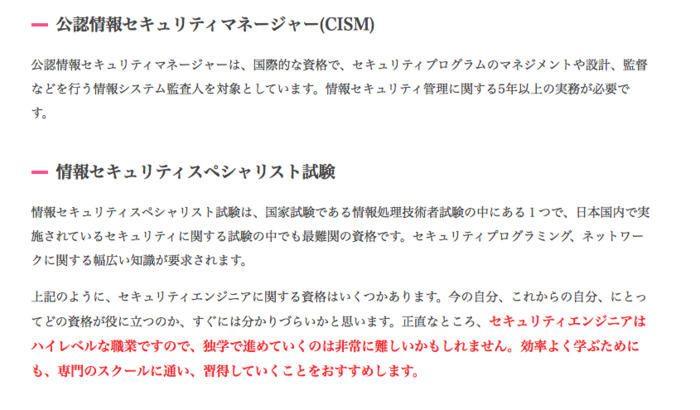 公認情報セキュリティマネージャー(CISM)
公認情報セキュリティマネージャーは、国際的な資格で、セキュリティプログラムのマネジメントや設計、監督
などを行う情報システム監査人を対象としています。情報セキュリティ管理に関する5年以上の実務が必要で
す。
情報セキュリティスペシャリスト試験
情報セキュリティスペシャリスト試験は、国家試験である情報処理技術者試験の中にある１つで、日本国内で実
施されているセキュリティに関する試験の中でも最難関の資格です。セキュリティプログラミング、ネットワー
クに関する幅広い知識が要求されます。
上記のように、セキュリティエンジニアに関する資格はいくつかあります。今の自分、これからの自分、にとっ
てどの資格が役に立つのか、すぐには分かりづらいかと思います。正直なところ、セキュリティエンジニアは
ハイレベルな職業ですので、独学で進めていくのは非常に難しいかもしれません。効率よく学ぶために
も、専門のスクールに通い、習得していくことをおすすめします。